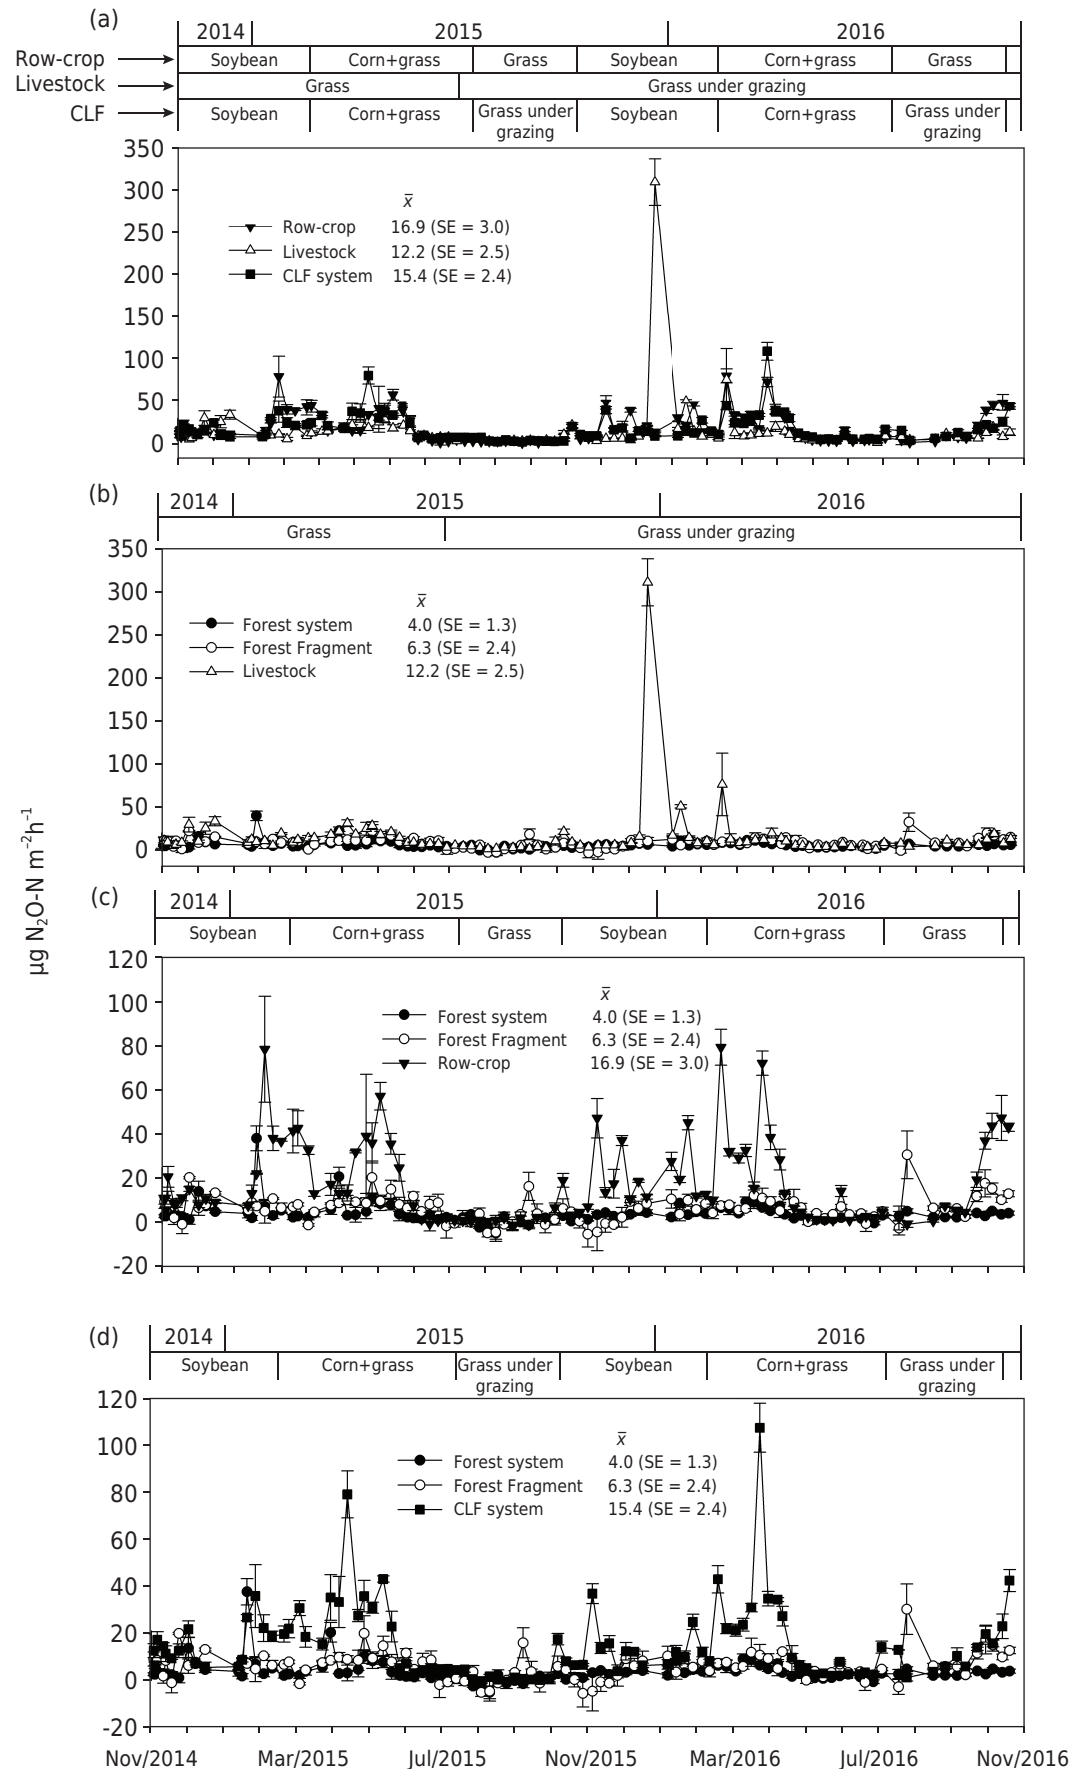 (a)
2014 2015 2016
Row-crop Soybean Corn+grass Grass Soybean Corn+grass Grass
Livestock Grass Grass under grazing
CLF Soybean Corn+grass Grass under grazing Soybean Corn+grass Grass under grazing
350
300
250
200
150
100
50
0
x̅
Row-crop 16.9 (SE = 3.0)
Livestock 12.2 (SE = 2.5)
CLF system 15.4 (SE = 2.4)
(b)
2014 2015 2016
Grass Grass under grazing
350
300
250
200
150
100
50
0
x̅
Forest system 4.0 (SE = 1.3)
Forest Fragment 6.3 (SE = 2.4)
Livestock 12.2 (SE = 2.5)
µg N₂O-N m⁻²h⁻¹
(c)
2014 2015 2016
Soybean Corn+grass Grass Soybean Corn+grass Grass
120
100
80
60
40
20
0
-20
x̅
Forest system 4.0 (SE = 1.3)
Forest Fragment 6.3 (SE = 2.4)
Row-crop 16.9 (SE = 3.0)
(d)
2014 2015 2016
Soybean Corn+grass Grass under grazing Soybean Corn+grass Grass under grazing
120
100
80
60
40
20
0
-20
x̅
Forest system 4.0 (SE = 1.3)
Forest Fragment 6.3 (SE = 2.4)
CLF system 15.4 (SE = 2.4)
Nov/2014 Mar/2015 Jul/2015 Nov/2015 Mar/2016 Jul/2016 Nov/2016